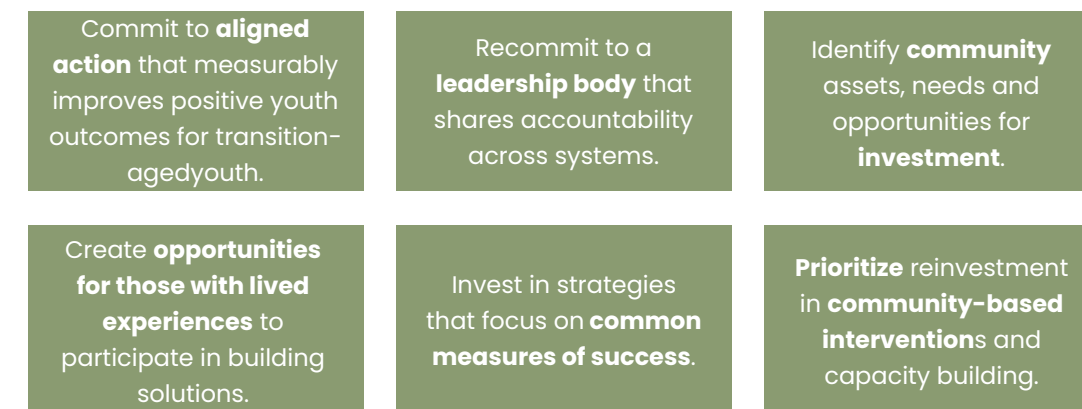 Commit to aligned
action that measurably
improves positive youth
outcomes for transition-
agedyouth.
Recommit to a
leadership body that
shares accountability
across systems.
Identify community
assets, needs and
opportunities for
investment.
Create opportunities
for those with lived
experiences to
participate in building
solutions.
Invest in strategies
that focus on common
measures of success.
Prioritize reinvestment
in community-based
interventions and
capacity building.